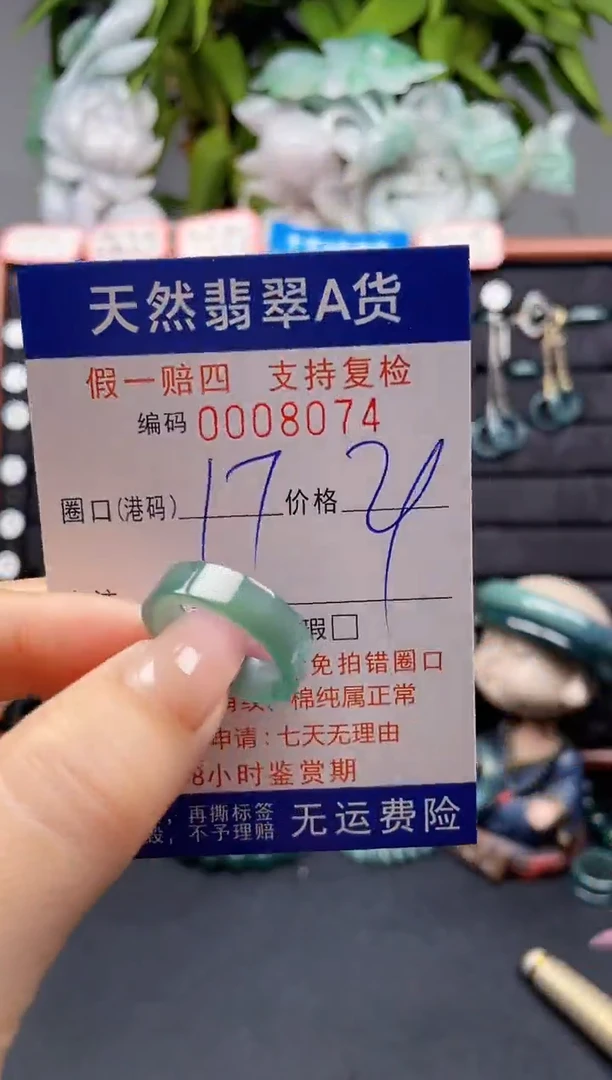 天然翡翠A货
假一赔四 支持复检
编码 0008074
圈口(港码) 17 价格 24
瑕□
免拍错圈口
棉纯属正常
申请:七天无理由
8小时鉴赏期
,再撕标签
毁,不予理赔
无运费险